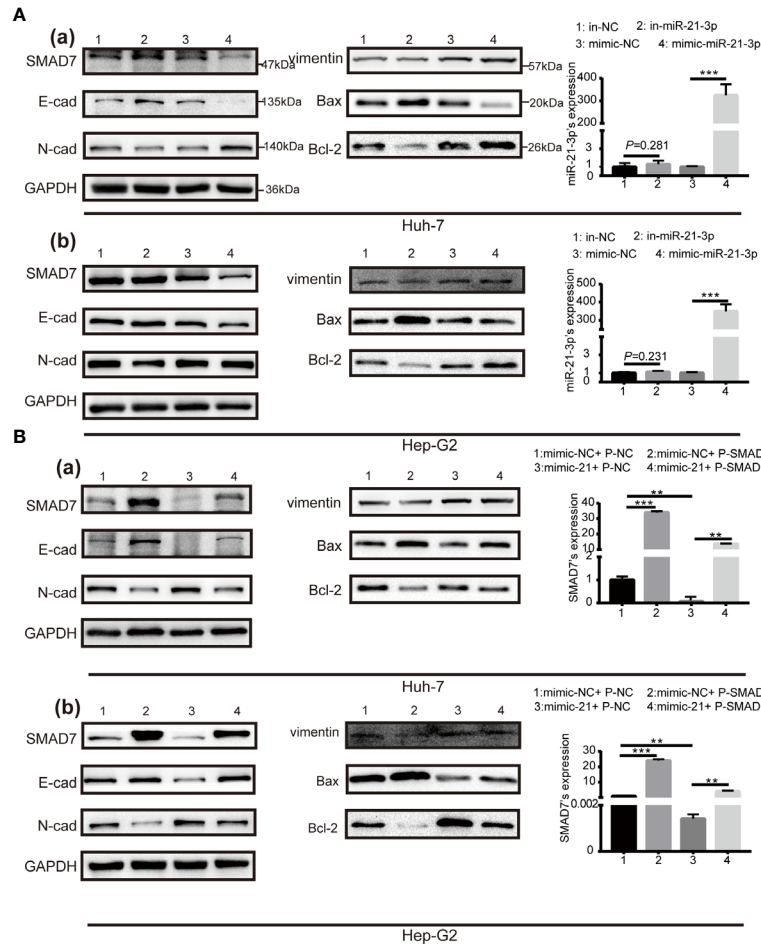 A
(a)
1 2 3 4
SMAD7
47kDa
E-cad
135kDa
N-cad
140kDa
GAPDH
36kDa
1 2 3 4
vimentin
57kDa
Bax
20kDa
Bcl-2
26kDa
1: in-NC 2: in-miR-21-3p
3: mimic-NC 4: mimic-miR-21-3p
miR-21-3p's expression
400
300
200
3
1
0
P=0.281
***
1 2 3 4
Huh-7
(b)
1 2 3 4
SMAD7
E-cad
N-cad
GAPDH
1 2 3 4
vimentin
Bax
Bcl-2
1: in-NC 2: in-miR-21-3p
3: mimic-NC 4: mimic-miR-21-3p
miR-21-3p's expression
500
400
300
200
3
1
0
P=0.231
***
1 2 3 4
Hep-G2
B
(a)
1 2 3 4
SMAD7
E-cad
N-cad
GAPDH
1 2 3 4
vimentin
Bax
Bcl-2
1:mimic-NC+ P-NC 2:mimic-NC+ P-SMAD
3:mimic-21+ P-NC 4:mimic-21+ P-SMAD
SMAD7's expression
40
30
20
10
2
1
0
**
***
**
1 2 3 4
Huh-7
(b)
1 2 3 4
SMAD7
E-cad
N-cad
GAPDH
1 2 3 4
vimentin
Bax
Bcl-2
1:mimic-NC+ P-NC 2:mimic-NC+ P-SMAD
3:mimic-21+ P-NC 4:mimic-21+ P-SMAD
SMAD7's expression
30
20
10
0.002
0
**
***
**
1 2 3 4
Hep-G2